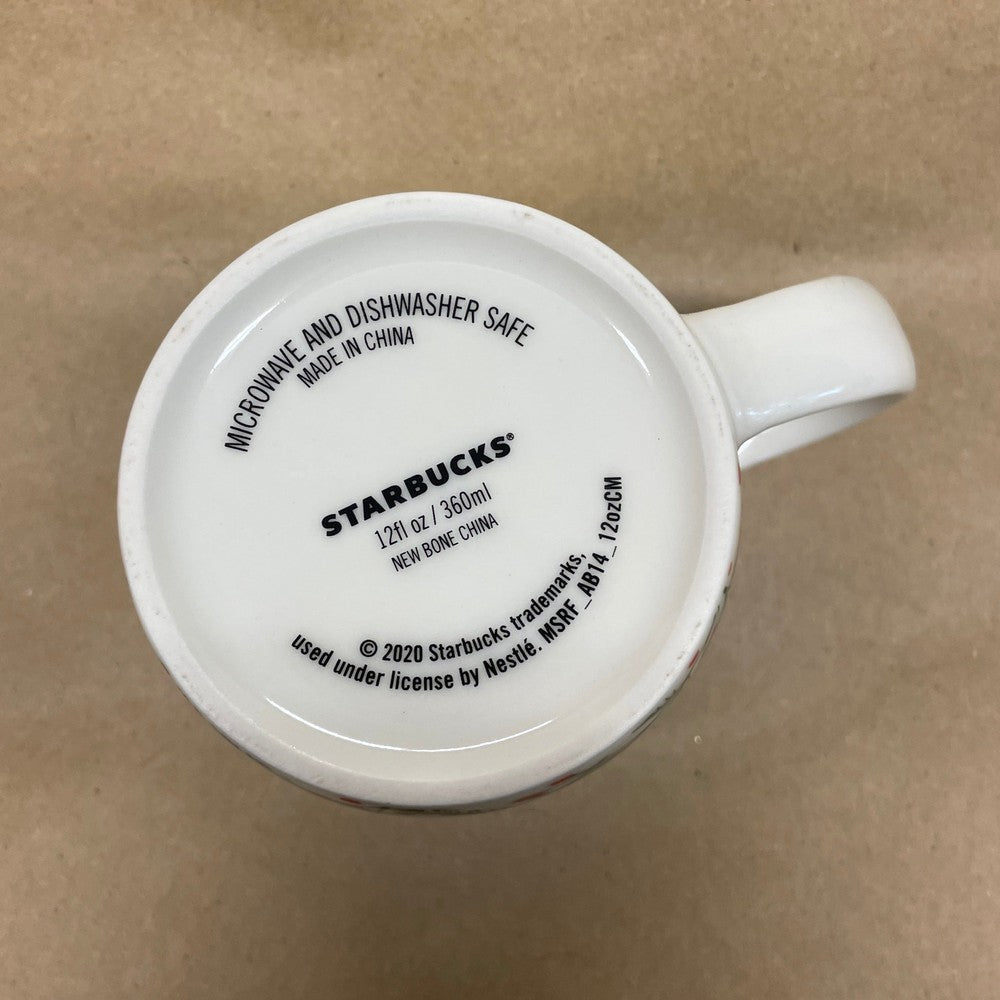 MICROWAVE AND DISHWASHER SAFE
MADE IN CHINA
STARBUCKS®
12fl oz / 360ml
NEW BONE CHINA
© 2020 Starbucks trademarks,
used under license by Nestlé. MSRF_AB14_12ozCM